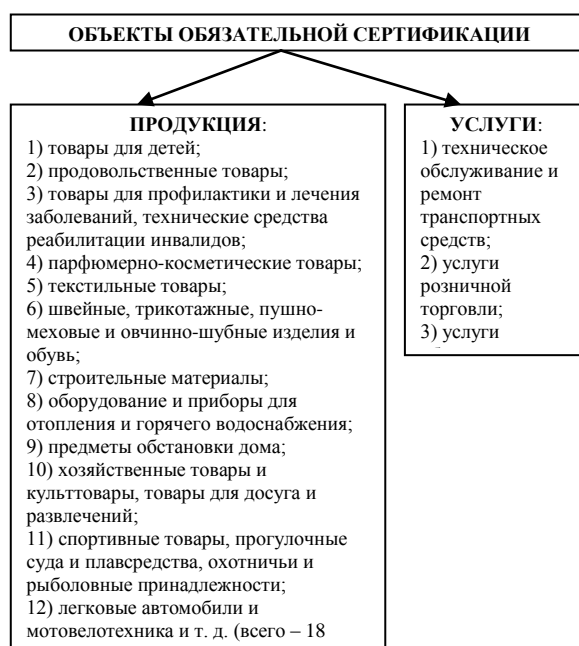 ОБЪЕКТЫ ОБЯЗАТЕЛЬНОЙ СЕРТИФИКАЦИИ
ПРОДУКЦИЯ:
1) товары для детей;
2) продовольственные товары;
3) товары для профилактики и лечения
заболеваний, технические средства
реабилитации инвалидов;
4) парфюмерно-косметические товары;
5) текстильные товары;
6) швейные, трикотажные, пушно-
меховые и овчинно-шубные изделия и
обувь;
7) строительные материалы;
8) оборудование и приборы для
отопления и горячего водоснабжения;
9) предметы обстановки дома;
10) хозяйственные товары и
культтовары, товары для досуга и
развлечений;
11) спортивные товары, прогулочные
суда и плавсредства, охотничьи и
рыболовные принадлежности;
12) легковые автомобили и
мотовелотехника и т. д. (всего – 18
УСЛУГИ:
1) техническое
обслуживание и
ремонт
транспортных
средств;
2) услуги
розничной
торговли;
3) услуги